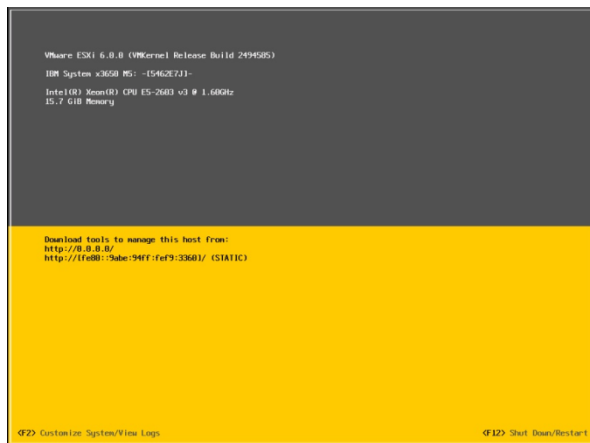 VMware ESXi 6.0.0 (VMKernel Release Build 2494585)
IBM System x3650 M5: -[5462E7J]-
Intel(R) Xeon(R) CPU E5-2603 v3 @ 1.60GHz
15.7 GiB Memory
Download tools to manage this host from:
http://0.0.0.0/
http://[fe80::9abe:94ff:fef9:3360]/ (STATIC)
<F2> Customize System/View Logs
<F12> Shut Down/Restart